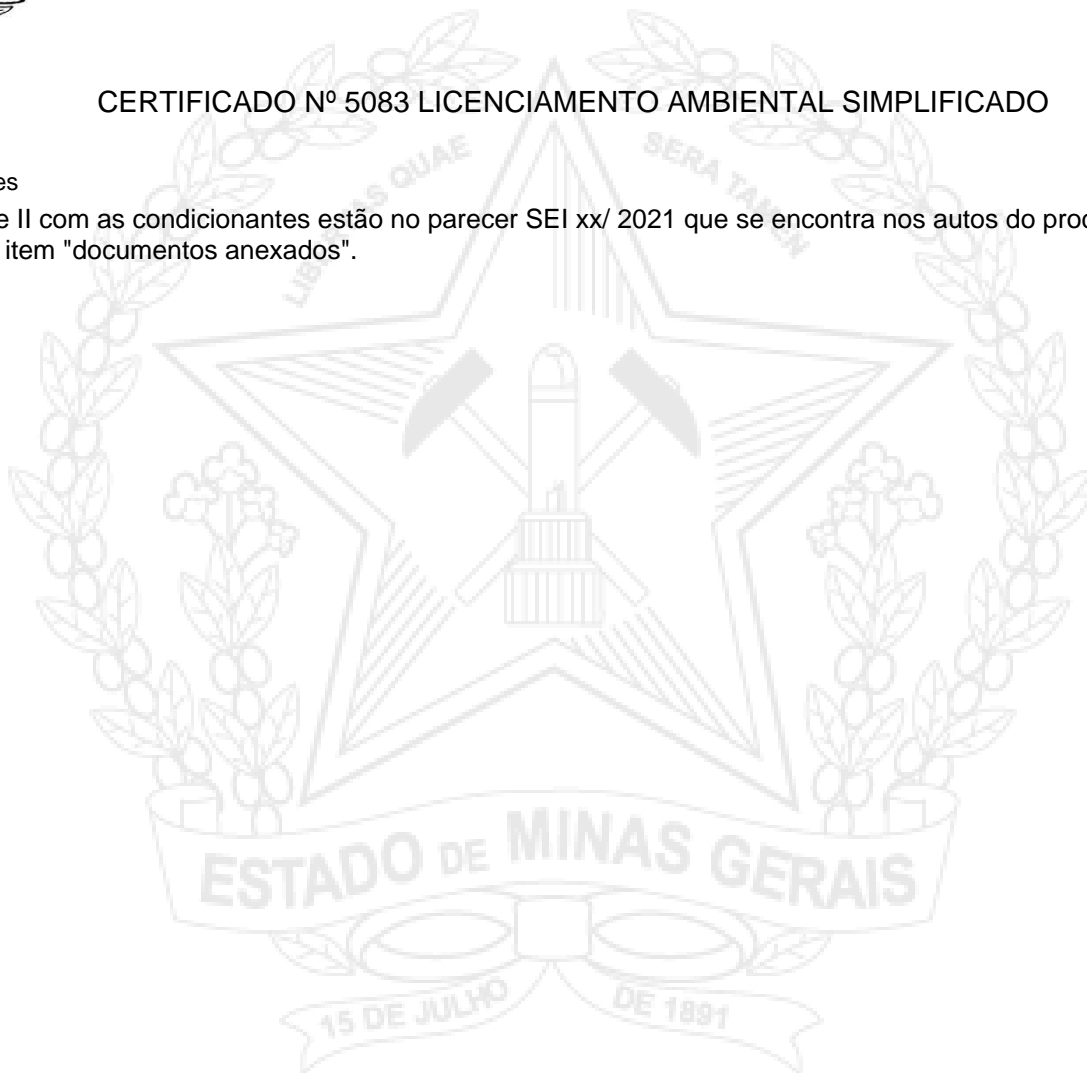 CERTIFICADO Nº 5083 LICENCIAMENTO AMBIENTAL SIMPLIFICADO
es
e II com as condicionantes estão no parecer SEI xx/ 2021 que se encontra nos autos do proc
item "documentos anexados".
LIBERTAS QUAE SERA TAMEN
ESTADO DE MINAS GERAIS
15 DE JULHO DE 1891